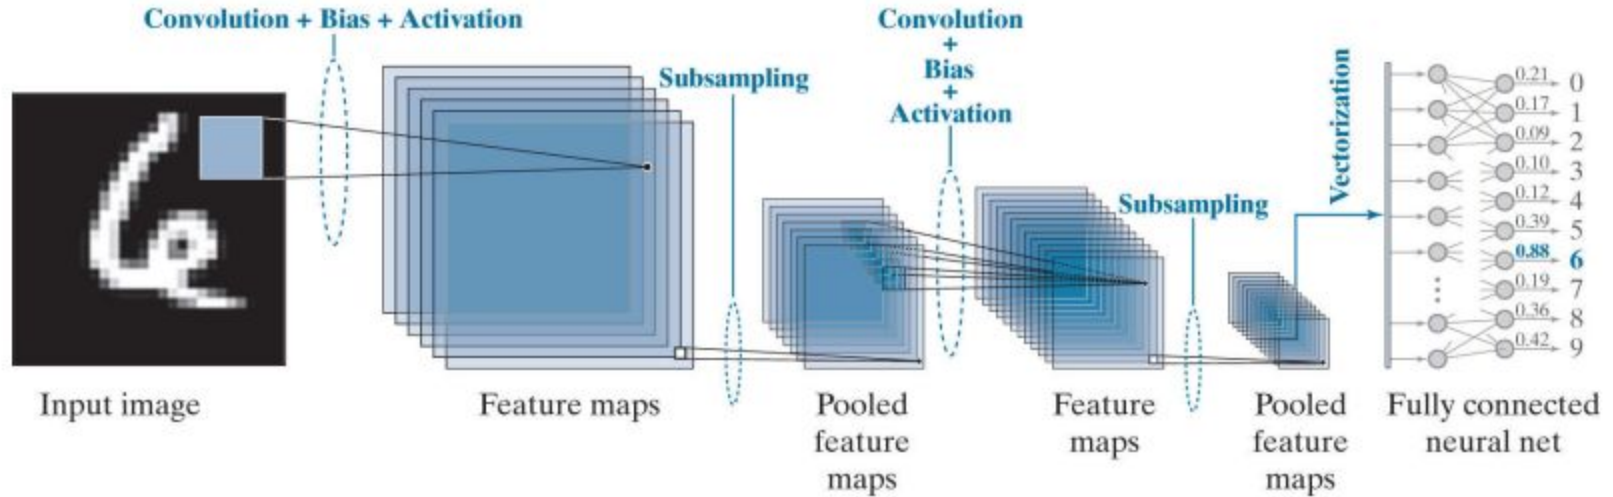 Convolution + Bias + Activation
Subsampling
Convolution
+
Bias
+
Activation
Subsampling
Vectorization
0.21 0
0.17 1
0.09 2
0.10 3
0.12 4
0.39 5
0.88 6
0.19 7
0.36 8
0.42 9
Input image
Feature maps
Pooled
feature
maps
Feature
maps
Pooled
feature
maps
Fully connected
neural net